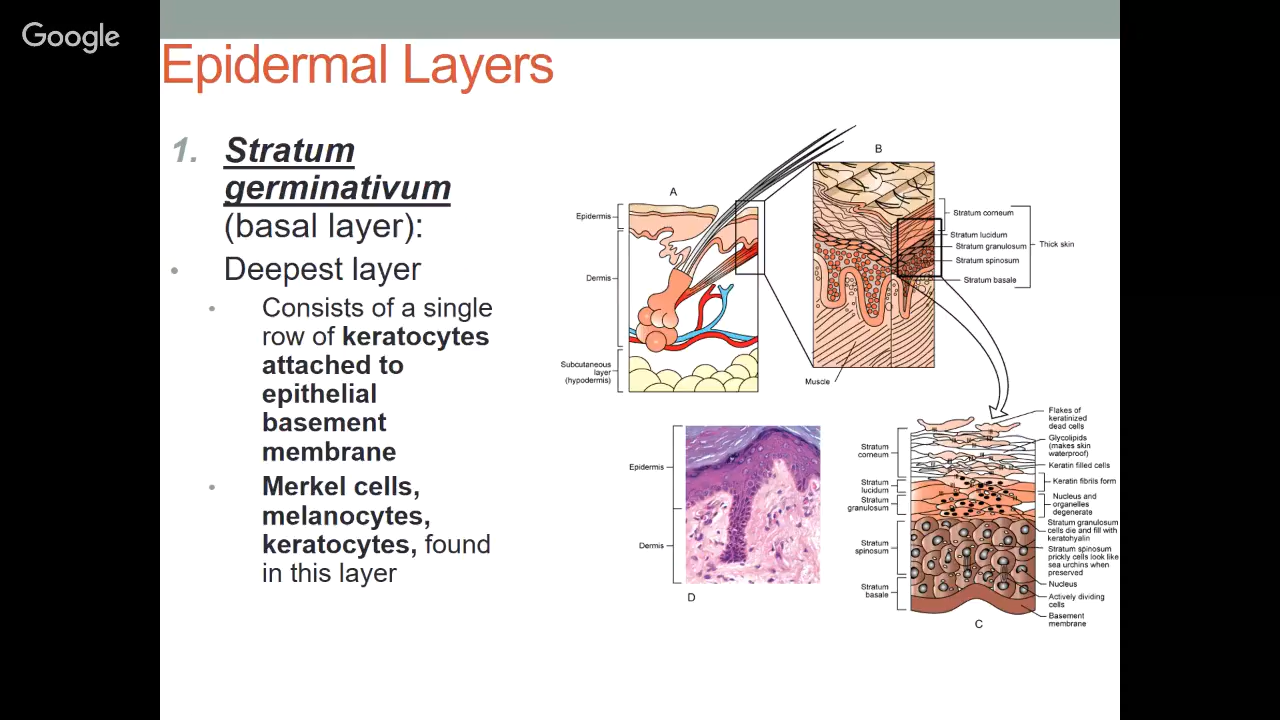 Google
Epidermal Layers
1. Stratum
germinativum
(basal layer):
• Deepest layer
• Consists of a single
row of keratocytes
attached to
epithelial
basement
membrane
• Merkel cells,
melanocytes,
keratocytes, found
in this layer
A
Epidermis
Dermis
Subcutaneous
layer
(hypodermis)
B
Stratum corneum
Stratum lucidum
Stratum granulosum
Stratum spinosum
Stratum basale
Thick skin
Muscle
Epidermis
Dermis
D
Stratum
corneum
Stratum
lucidum
Stratum
granulosum
Stratum
spinosum
Stratum
basale
Flakes of
keratinized
dead cells
Glycolipids
(makes skin
waterproof)
Keratin filled cells
Keratin fibrils form
Nucleus and
organelles
degenerate
Stratum granulosum
cells die and fill with
keratohyalin
Stratum spinosum
prickly cells look like
sea urchins when
preserved
Nucleus
Actively dividing
cells
Basement
membrane
C